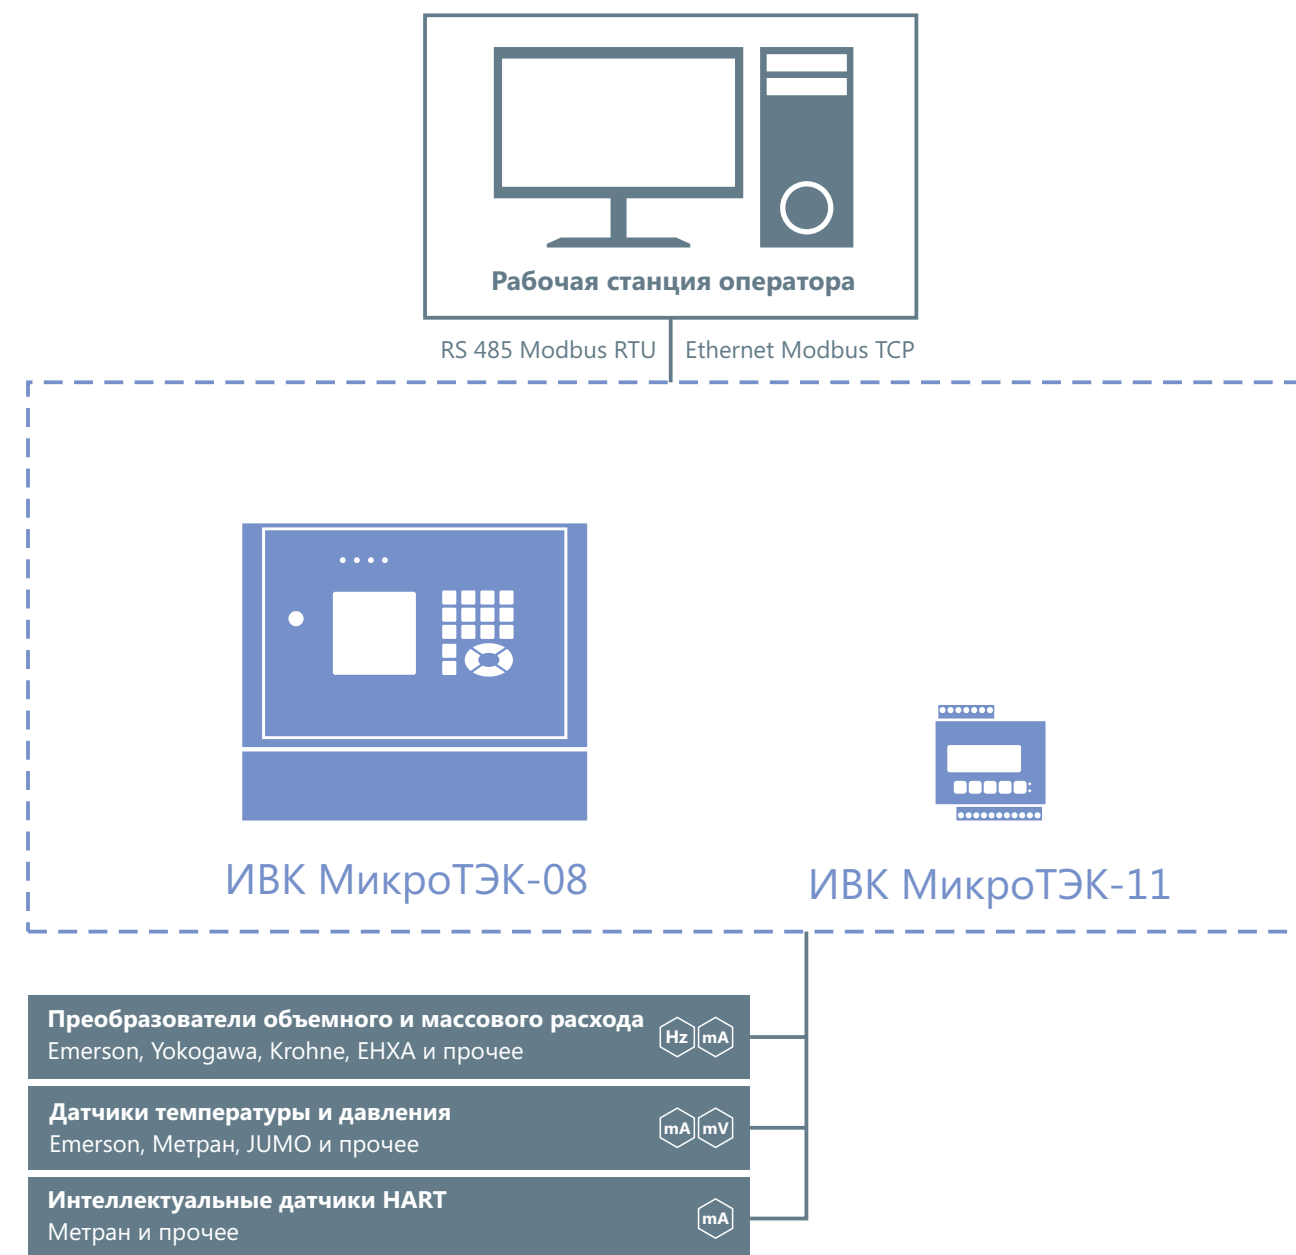 Рабочая станция оператора
RS 485 Modbus RTU
Ethernet Modbus TCP
ИВК МикроТЭК-08
ИВК МикроТЭК-11
Преобразователи объемного и массового расхода
Emerson, Yokogawa, Krohne, ЕНХА и прочее
Hz mA
Датчики температуры и давления
Emerson, Метран, JUMO и прочее
mA mV
Интеллектуальные датчики HART
Метран и прочее
mA